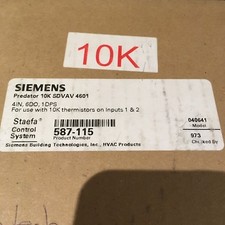 10K
SIEMENS
Predator 10K SDVAV 4601
4IN, 6DO, 1DPS
For use with 10K thermistors on Inputs 1 & 2
Staefa® Control System
587-115
Product Number
040641
Model
973
Checked By
Siemens Building Technologies, Inc., HVAC Products